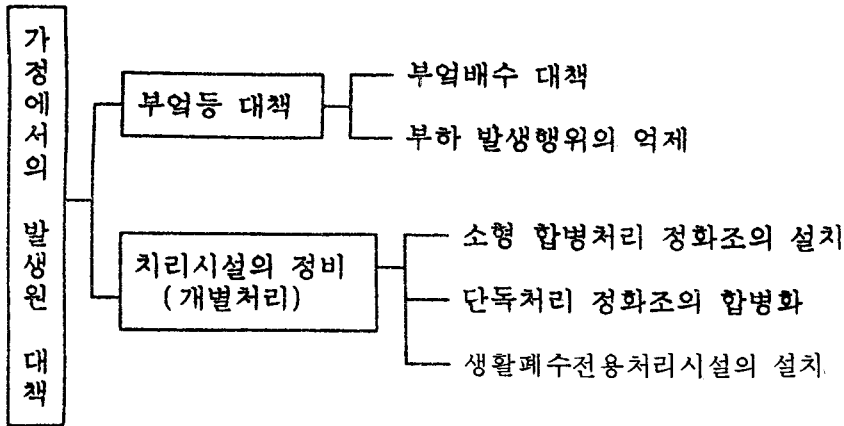 가정에서의 발생원 대책
부엌등 대책
부엌배수 대책
부하 발생행위의 억제
치리시설의 정비
(개별처리)
소형 합병처리 정화조의 설치
단독처리 정화조의 합병화
생활폐수전용처리시설의 설치